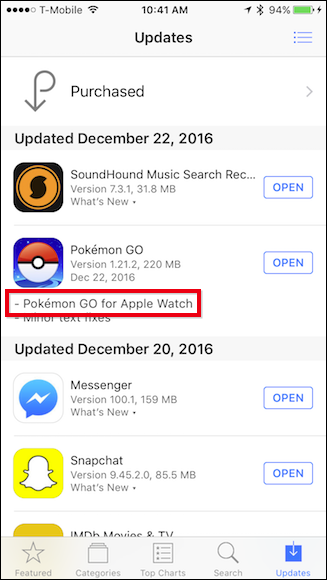 T-Mobile 10:41 AM 94%
Updates
Purchased
Updated December 22, 2016
SoundHound Music Search Rec...
Version 7.3.1, 31.8 MB
What's New
OPEN
Pokémon GO
Version 1.21.2, 220 MB
Dec 22, 2016
OPEN
- Pokémon GO for Apple Watch
- Minor text fixes
Updated December 20, 2016
Messenger
Version 100.1, 159 MB
What's New
OPEN
Snapchat
Version 9.45.2.0, 85.5 MB
What's New
OPEN
IMDb Movies & TV
Featured Categories Top Charts Search Updates